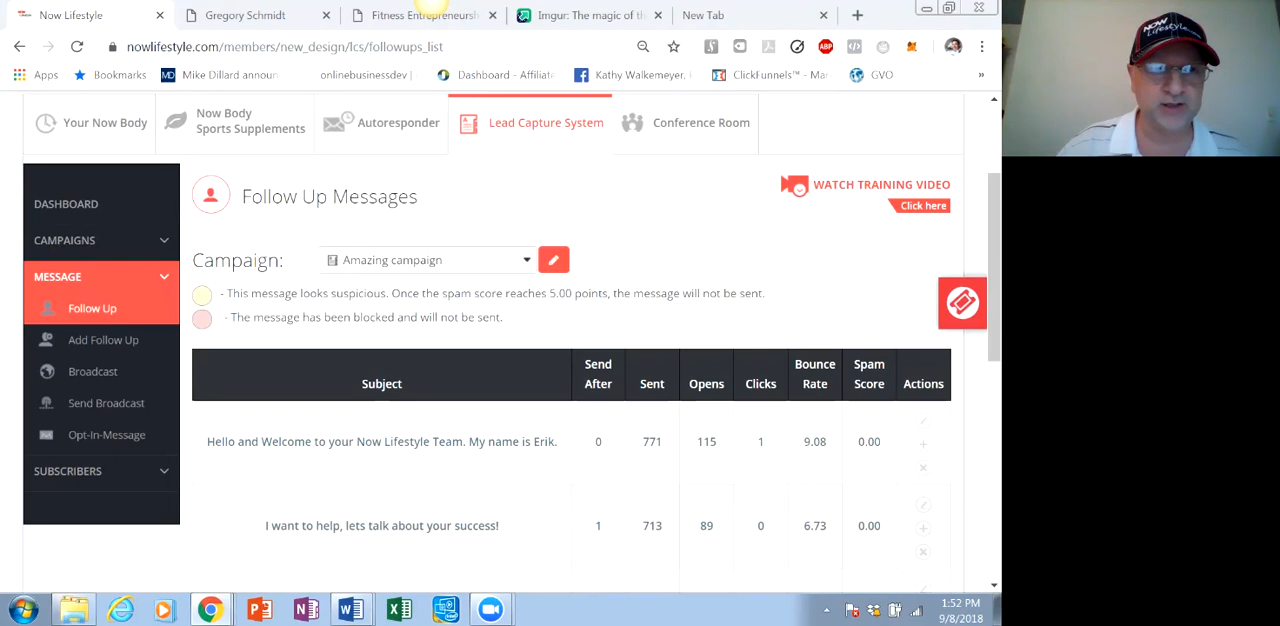 Now Lifestyle
Gregory Schmidt
Fitness Entrepreneursh
Imgur: The magic of th
New Tab
nowlifestyle.com/members/new_design/lcs/followups_list
ABP
Apps
Bookmarks
MD
Mike Dillard announ
onlinebusinessdev |
Dashboard - Affiliate
Kathy Walkemeyer,
ClickFunnels™ - Mar
GVO
»
Your Now Body
Now Body
Sports Supplements
Autoresponder
Lead Capture System
Conference Room
DASHBOARD
CAMPAIGNS
MESSAGE
Follow Up
Add Follow Up
Broadcast
Send Broadcast
Opt-In-Message
SUBSCRIBERS
Follow Up Messages
WATCH TRAINING VIDEO
Click here
Campaign:
Amazing campaign
- This message looks suspicious. Once the spam score reaches 5.00 points, the message will not be sent.
- The message has been blocked and will not be sent.
Subject Send After Sent Opens Clicks Bounce Rate Spam Score Actions
Hello and Welcome to your Now Lifestyle Team. My name is Erik. 0 771 115 1 9.08 0.00
I want to help, lets talk about your success! 1 713 89 0 6.73 0.00
1:52 PM
9/8/2018
NOW
Lifestyle